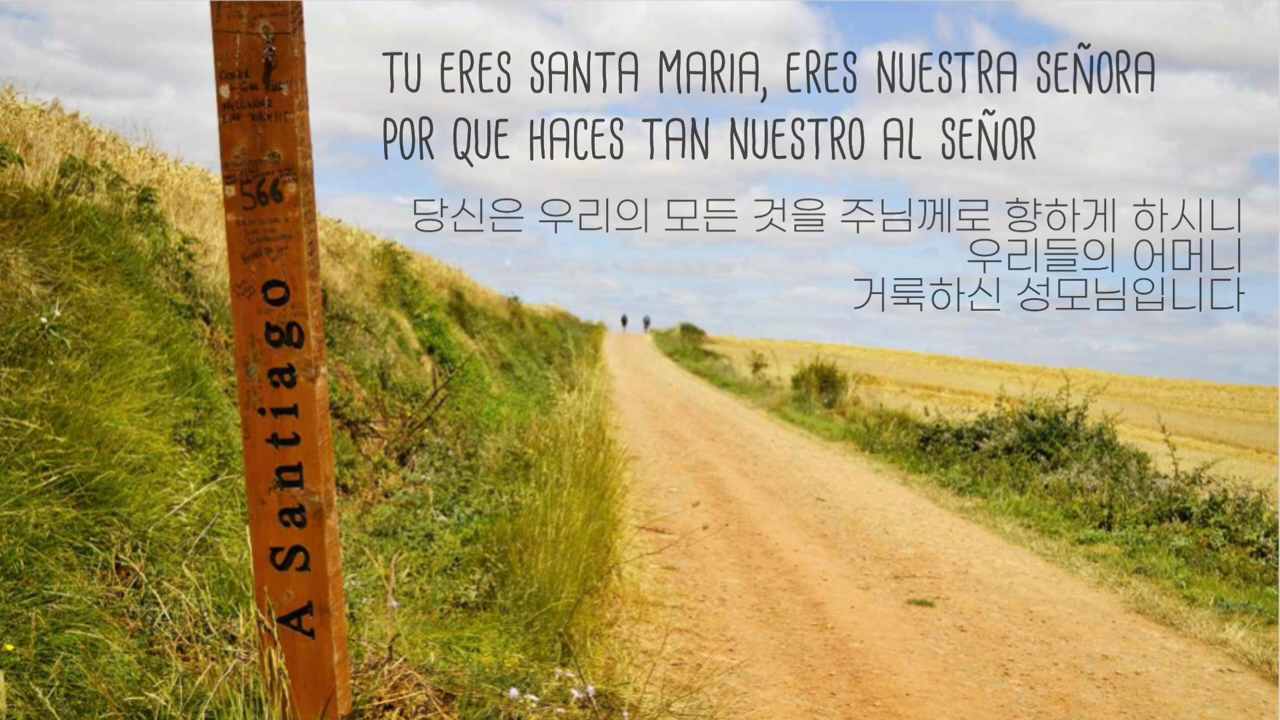 TU ERES SANTA MARIA, ERES NUESTRA SEÑORA
POR QUE HACES TAN NUESTRO AL SEÑOR
당신은 우리의 모든 것을 주님께로 향하게 하시니
우리들의 어머니
거룩하신 성모님입니다
566
A Santiago